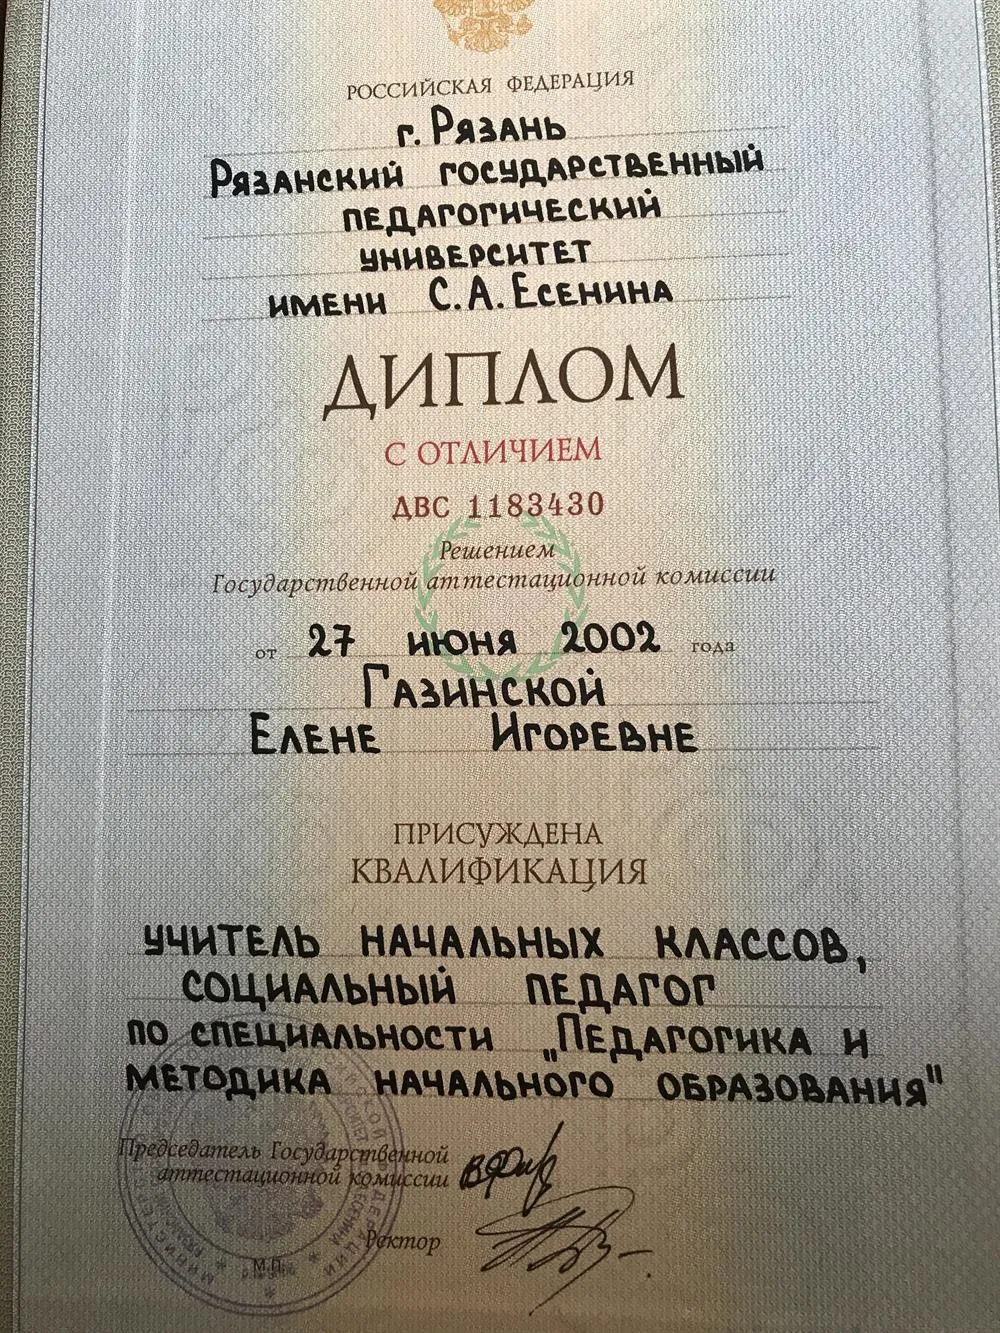 РОССИЙСКАЯ ФЕДЕРАЦИЯ
г. Рязань
Рязанский государственный
педагогический
университет
имени С.А. Есенина
ДИПЛОМ
С ОТЛИЧИЕМ
ДВС 1183430
Решением
Государственной аттестационной комиссии
от 27 июня 2002 года
Газинской
Елене Игоревне
ПРИСУЖДЕНА
КВАЛИФИКАЦИЯ
учитель начальных классов,
социальный педагог
по специальности „Педагогика и
методика начального образования"
Председатель Государственной
аттестационной комиссии
Ректор
М.П.